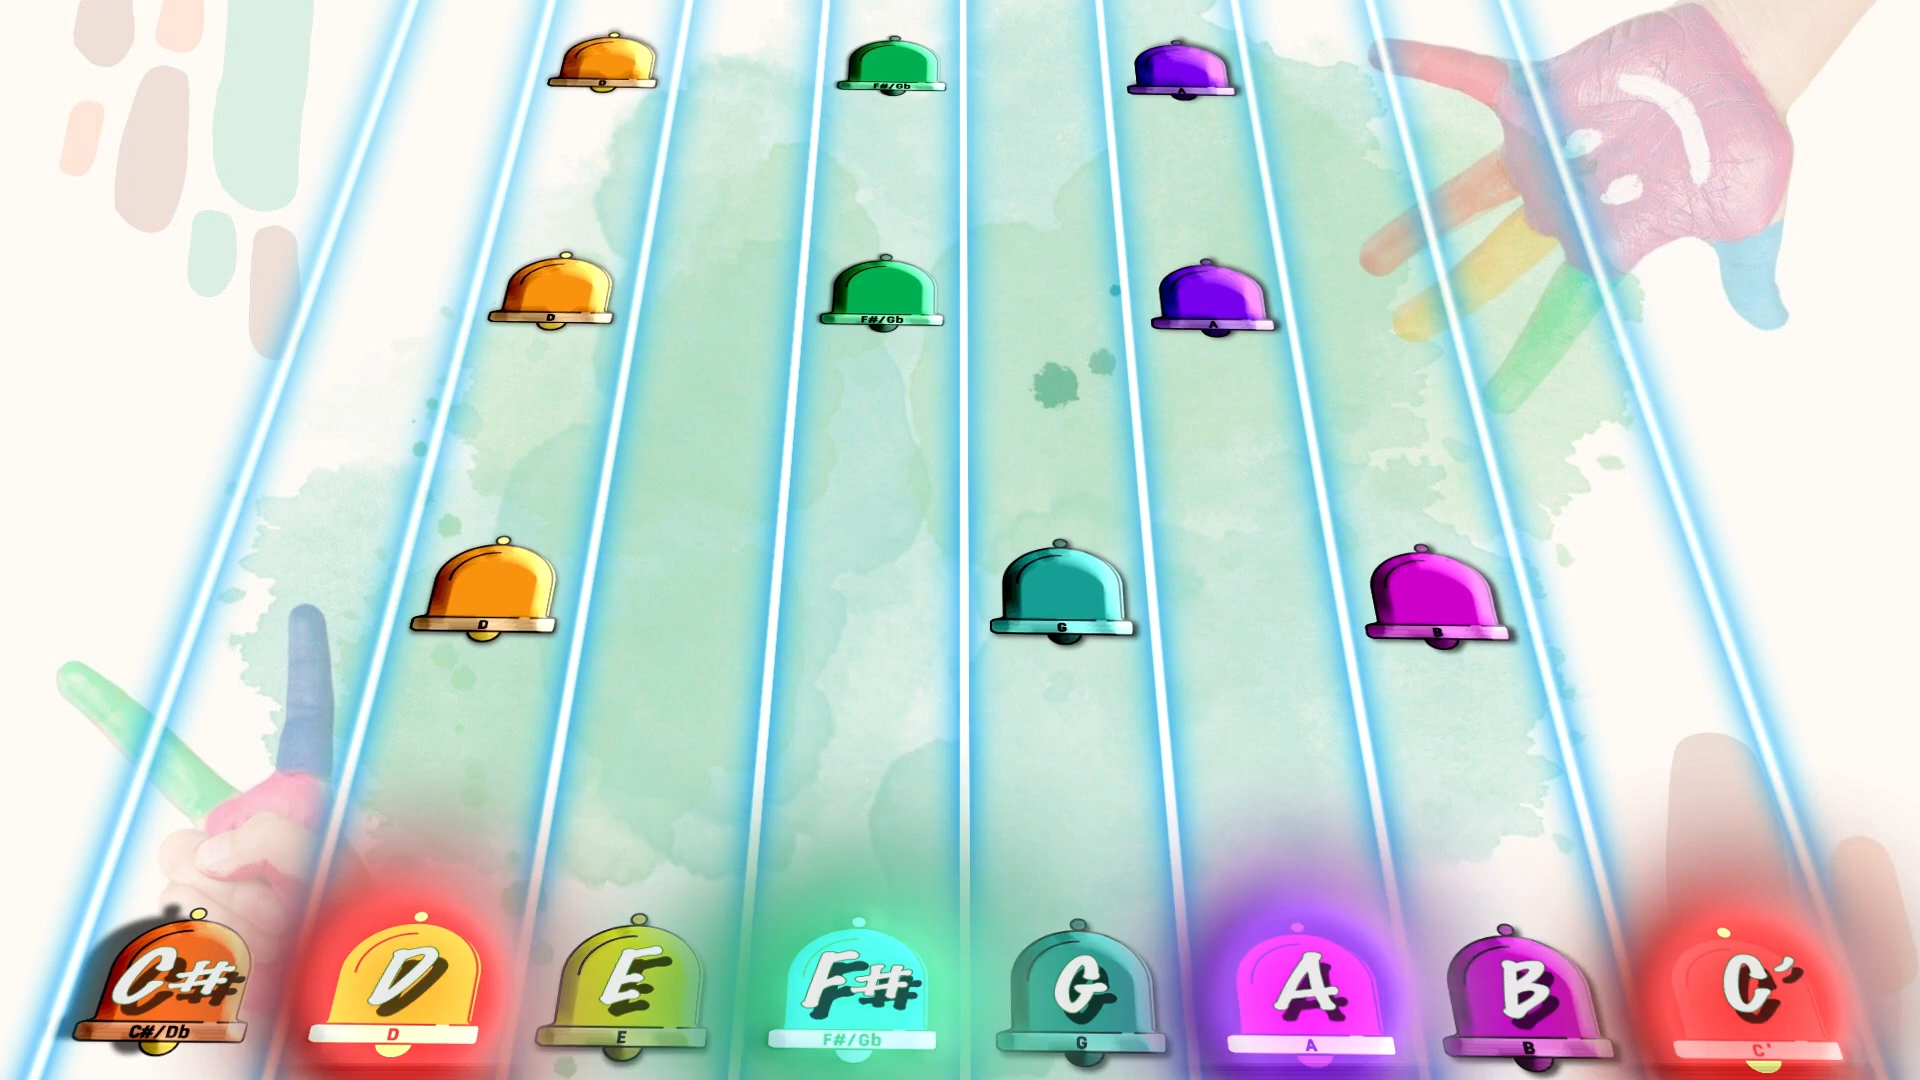 D F#/Gb A
D F#/Gb A
D G B
C# D E F# G A B C'
C#/Db D E F#/Gb G A B C'